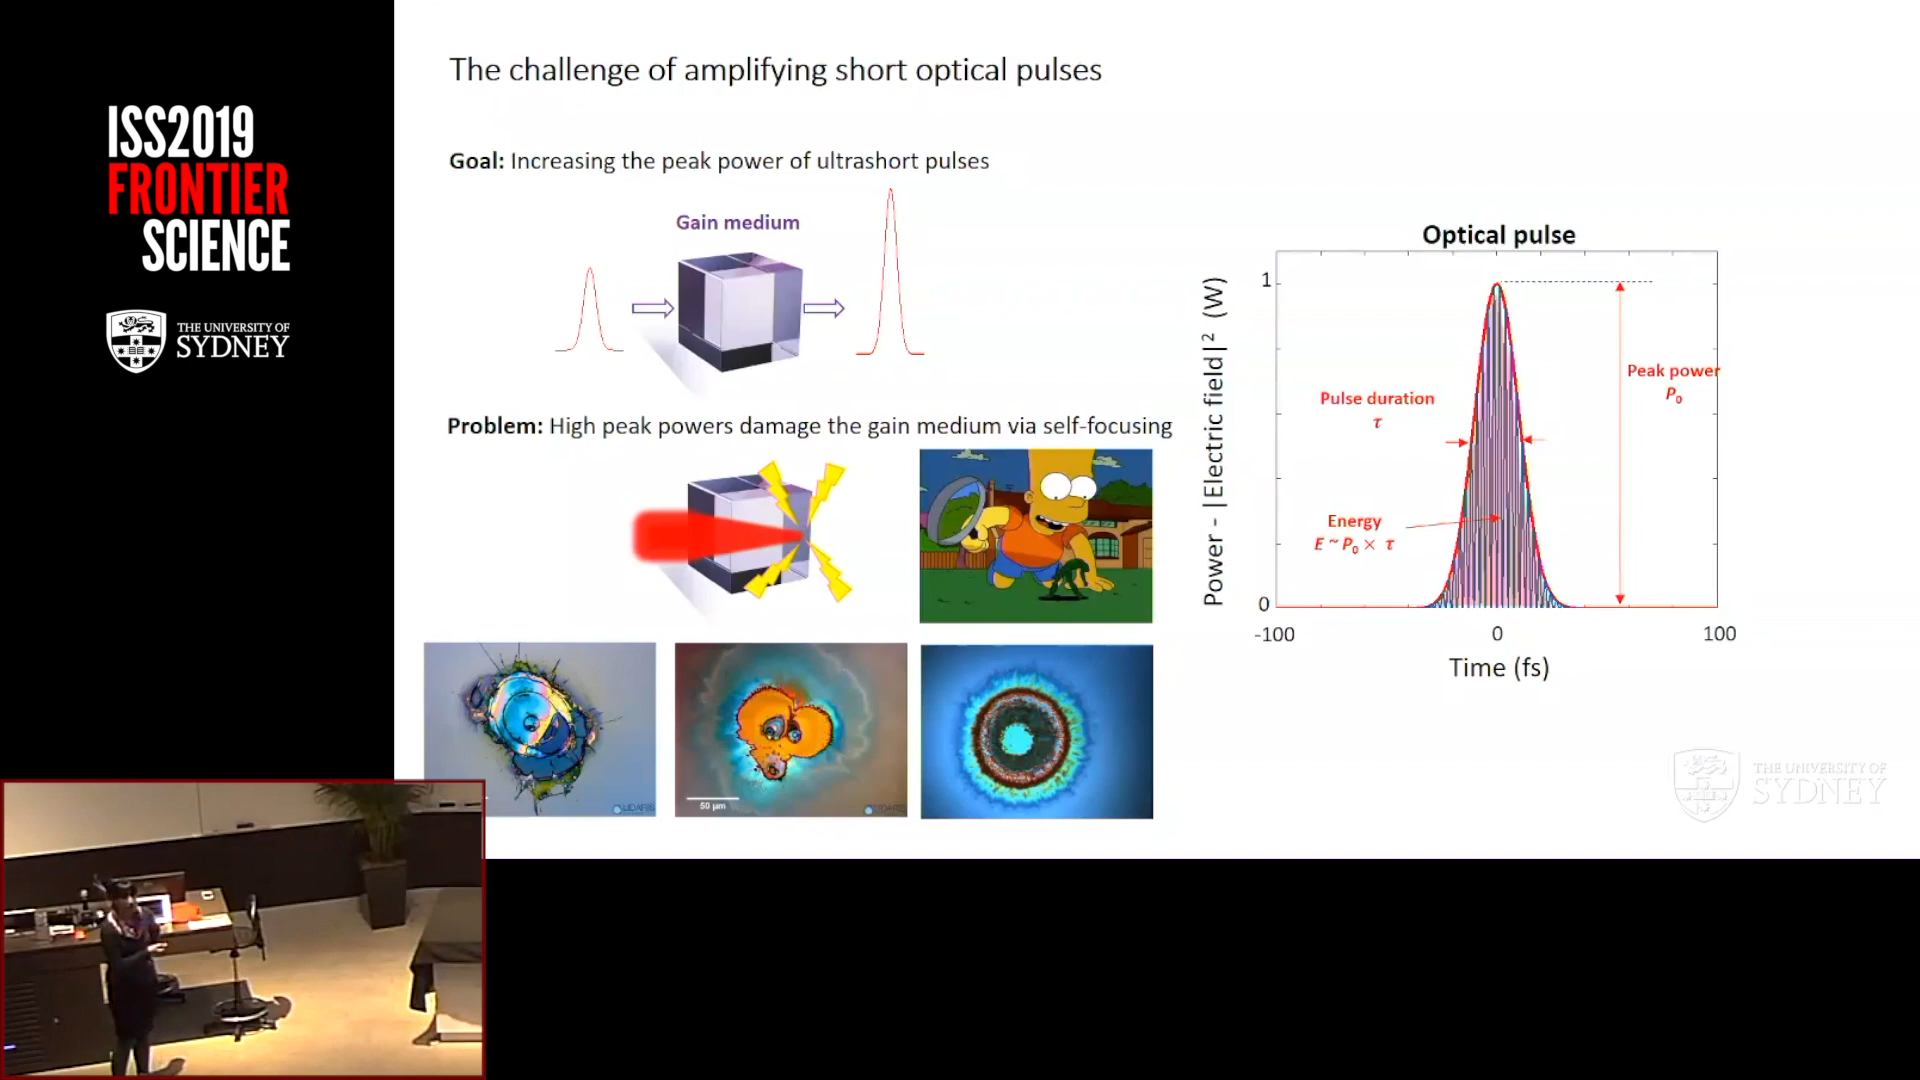 ISS2019
FRONTIER
SCIENCE
THE UNIVERSITY OF
SYDNEY
The challenge of amplifying short optical pulses
Goal: Increasing the peak power of ultrashort pulses
Gain medium
Problem: High peak powers damage the gain medium via self-focusing
50 µm
Optical pulse
Power - |Electric field|² (W)
1
0
Pulse duration
τ
Peak power
P₀
Energy
E ~ P₀ × τ
-100
0
100
Time (fs)
THE UNIVERSITY OF
SYDNEY